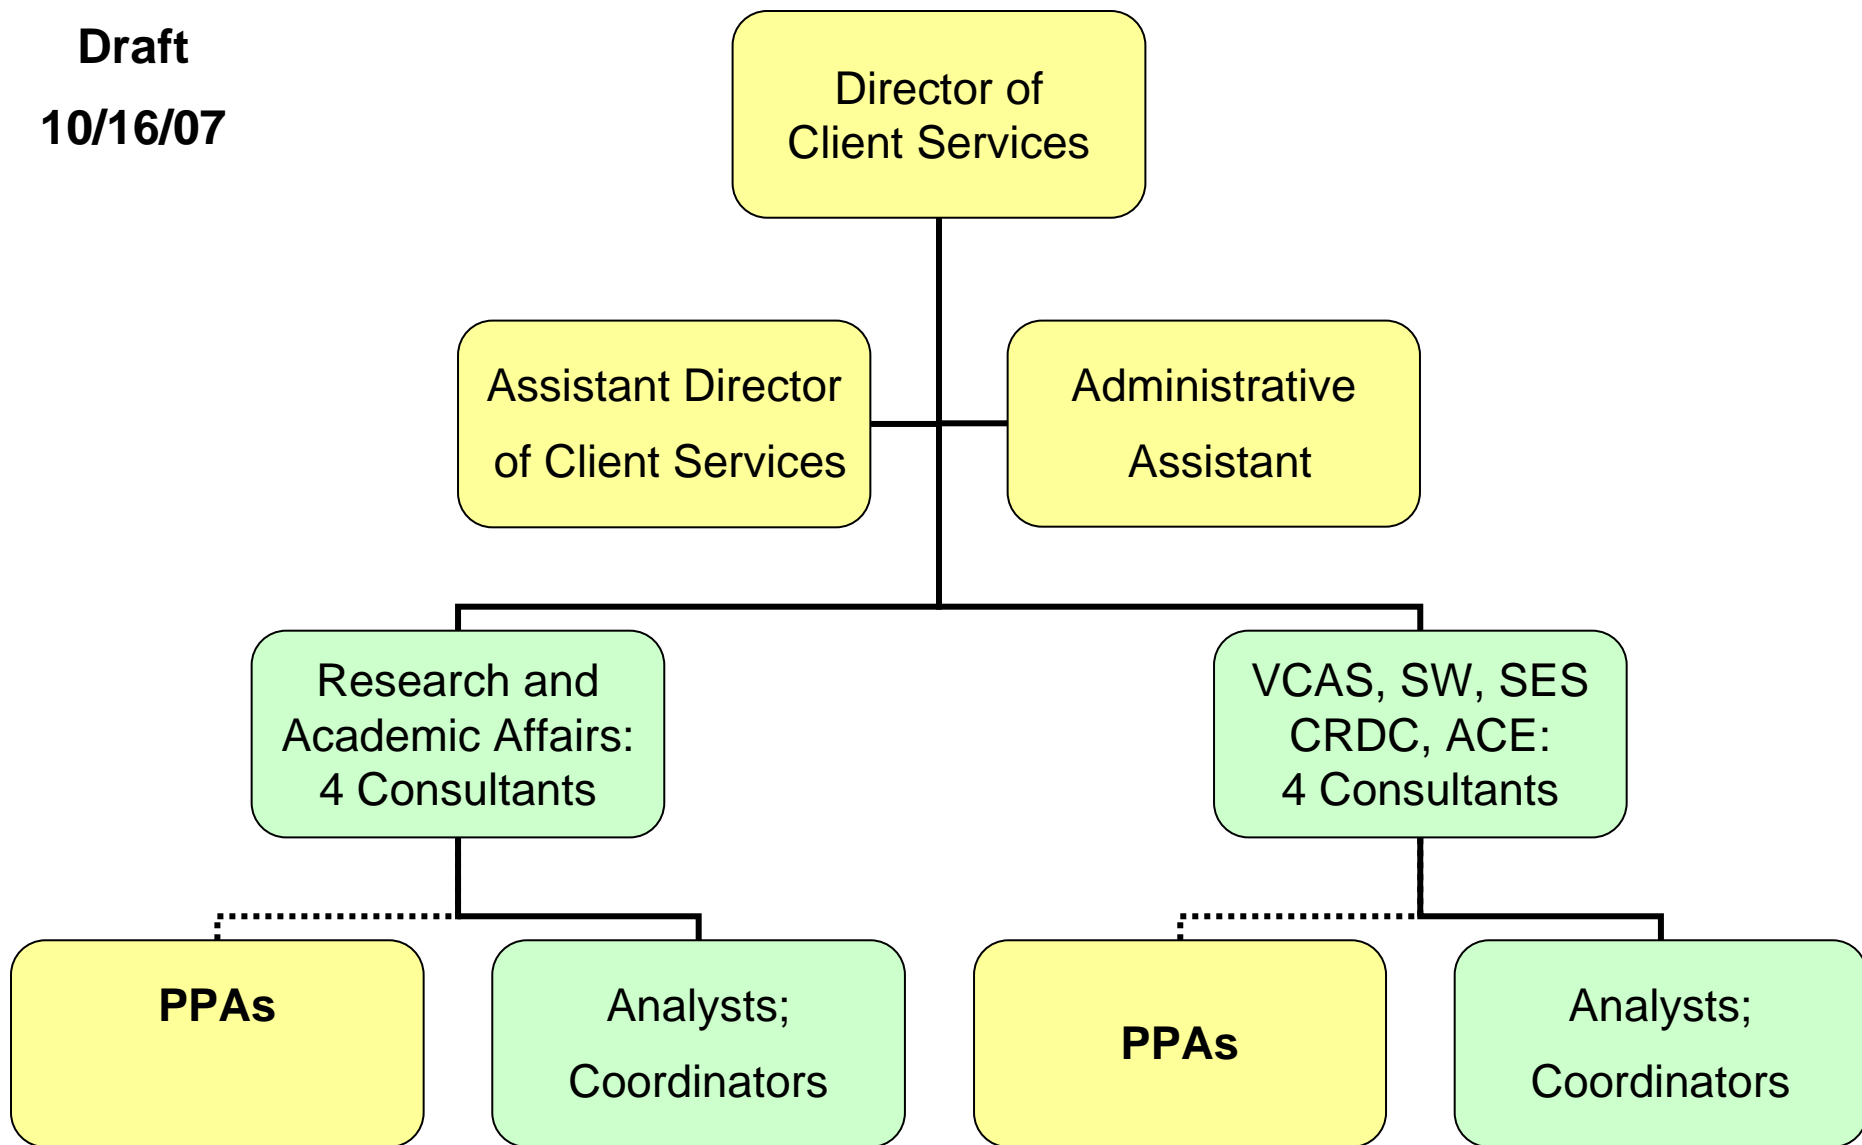 Draft
10/16/07
Director of
Client Services
Assistant Director
of Client Services
Administrative
Assistant
Research and
Academic Affairs:
4 Consultants
VCAS, SW, SES
CRDC, ACE:
4 Consultants
PPAs
Analysts;
Coordinators
PPAs
Analysts;
Coordinators